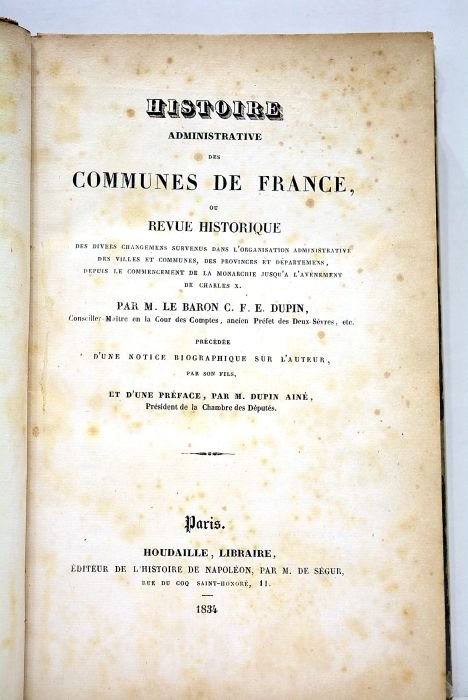 HISTOIRE
ADMINISTRATIVE
DES
COMMUNES DE FRANCE,
OU
REVUE HISTORIQUE
DES DIVERS CHANGEMENS SURVENUS DANS L'ORGANISATION ADMINISTRATIVE
DES VILLES ET COMMUNES, DES PROVINCES ET DÉPARTEMENS,
DEPUIS LE COMMENCEMENT DE LA MONARCHIE JUSQU'A L'AVÉNEMENT
DE CHARLES X.
PAR M. LE BARON C. F. E. DUPIN,
Conseiller-Maître en la Cour des Comptes, ancien Préfet des Deux-Sèvres, etc.
PRÉCÉDÉE
D'UNE NOTICE BIOGRAPHIQUE SUR L'AUTEUR,
PAR SON FILS,
ET D'UNE PRÉFACE, PAR M. DUPIN AINÉ,
Président de la Chambre des Députés.
Paris.
HOUDAILLE, LIBRAIRE,
ÉDITEUR DE L'HISTOIRE DE NAPOLÉON, PAR M. DE SÉGUR,
RUE DU COQ SAINT-HONORÉ, 11.
1834